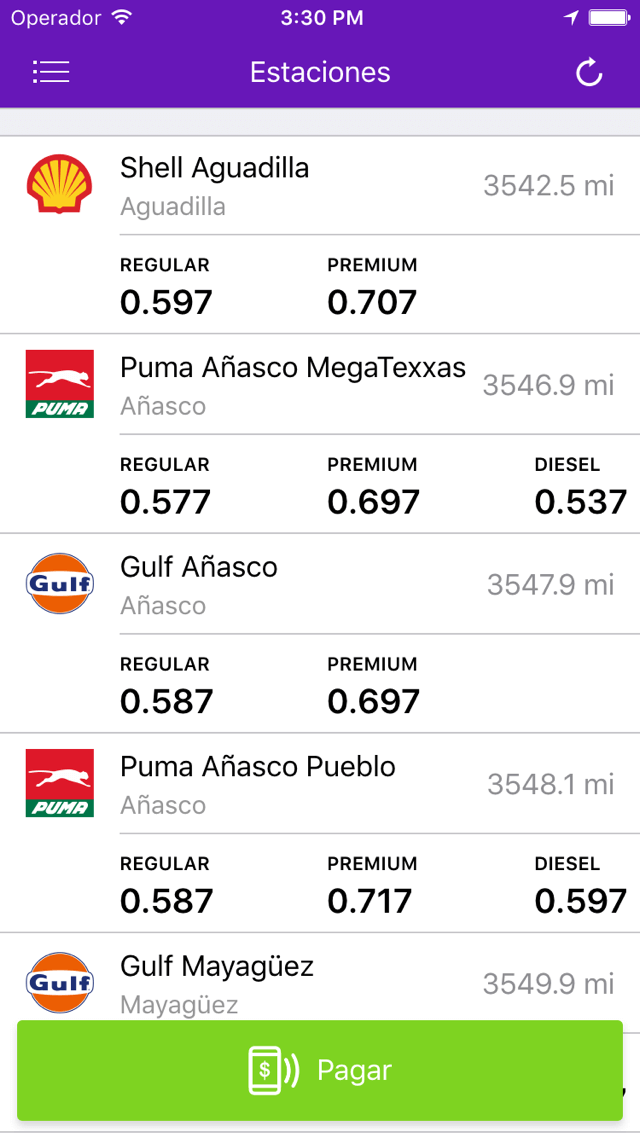 Operador 3:30 PM
Estaciones
Shell Aguadilla
3542.5 mi
Aguadilla
REGULAR PREMIUM
0.597 0.707
PUMA
Puma Añasco MegaTexxas
3546.9 mi
Añasco
REGULAR PREMIUM DIESEL
0.577 0.697 0.537
Gulf
Gulf Añasco
3547.9 mi
Añasco
REGULAR PREMIUM
0.587 0.697
PUMA
Puma Añasco Pueblo
3548.1 mi
Añasco
REGULAR PREMIUM DIESEL
0.587 0.717 0.597
Gulf
Gulf Mayagüez
3549.9 mi
Mayagüez
$ Pagar